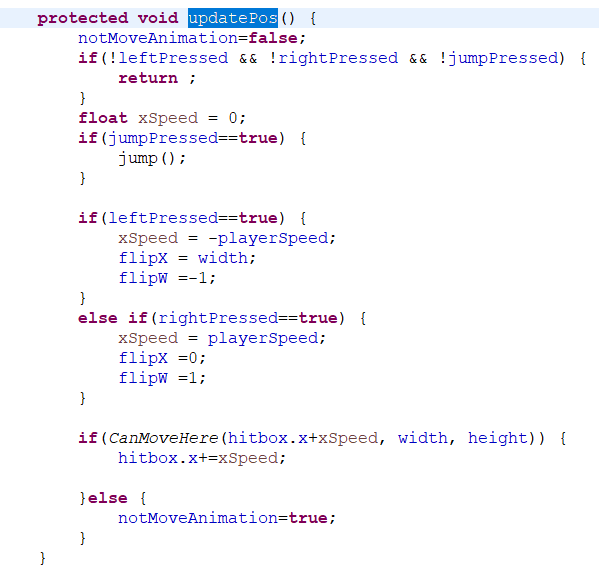 protected void updatePos() {
    notMoveAnimation=false;
    if(!leftPressed && !rightPressed && !jumpPressed) {
        return ;
    }
    float xSpeed = 0;
    if(jumpPressed==true) {
        jump();
    }

    if(leftPressed==true) {
        xSpeed = -playerSpeed;
        flipX = width;
        flipW =-1;
    }
    else if(rightPressed==true) {
        xSpeed = playerSpeed;
        flipX =0;
        flipW =1;
    }

    if(CanMoveHere(hitbox.x+xSpeed, width, height)) {
        hitbox.x+=xSpeed;

    }else {
        notMoveAnimation=true;
    }
}